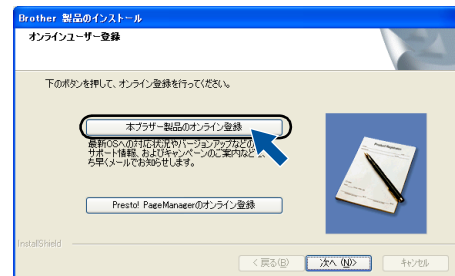 Brother 製品のインストール
オンラインユーザー登録
下のボタンを押して、オンライン登録を行ってください。
本ブラザー製品のオンライン登録
最新OSへの対応状況やバージョンアップなどの
サポート情報、およびキャンペーンのご案内など
ち早くメールでお知らせします。
Presto! PageManagerのオンライン登録
InstallShield
< 戻る(B)
次へ (N)>
キャンセル